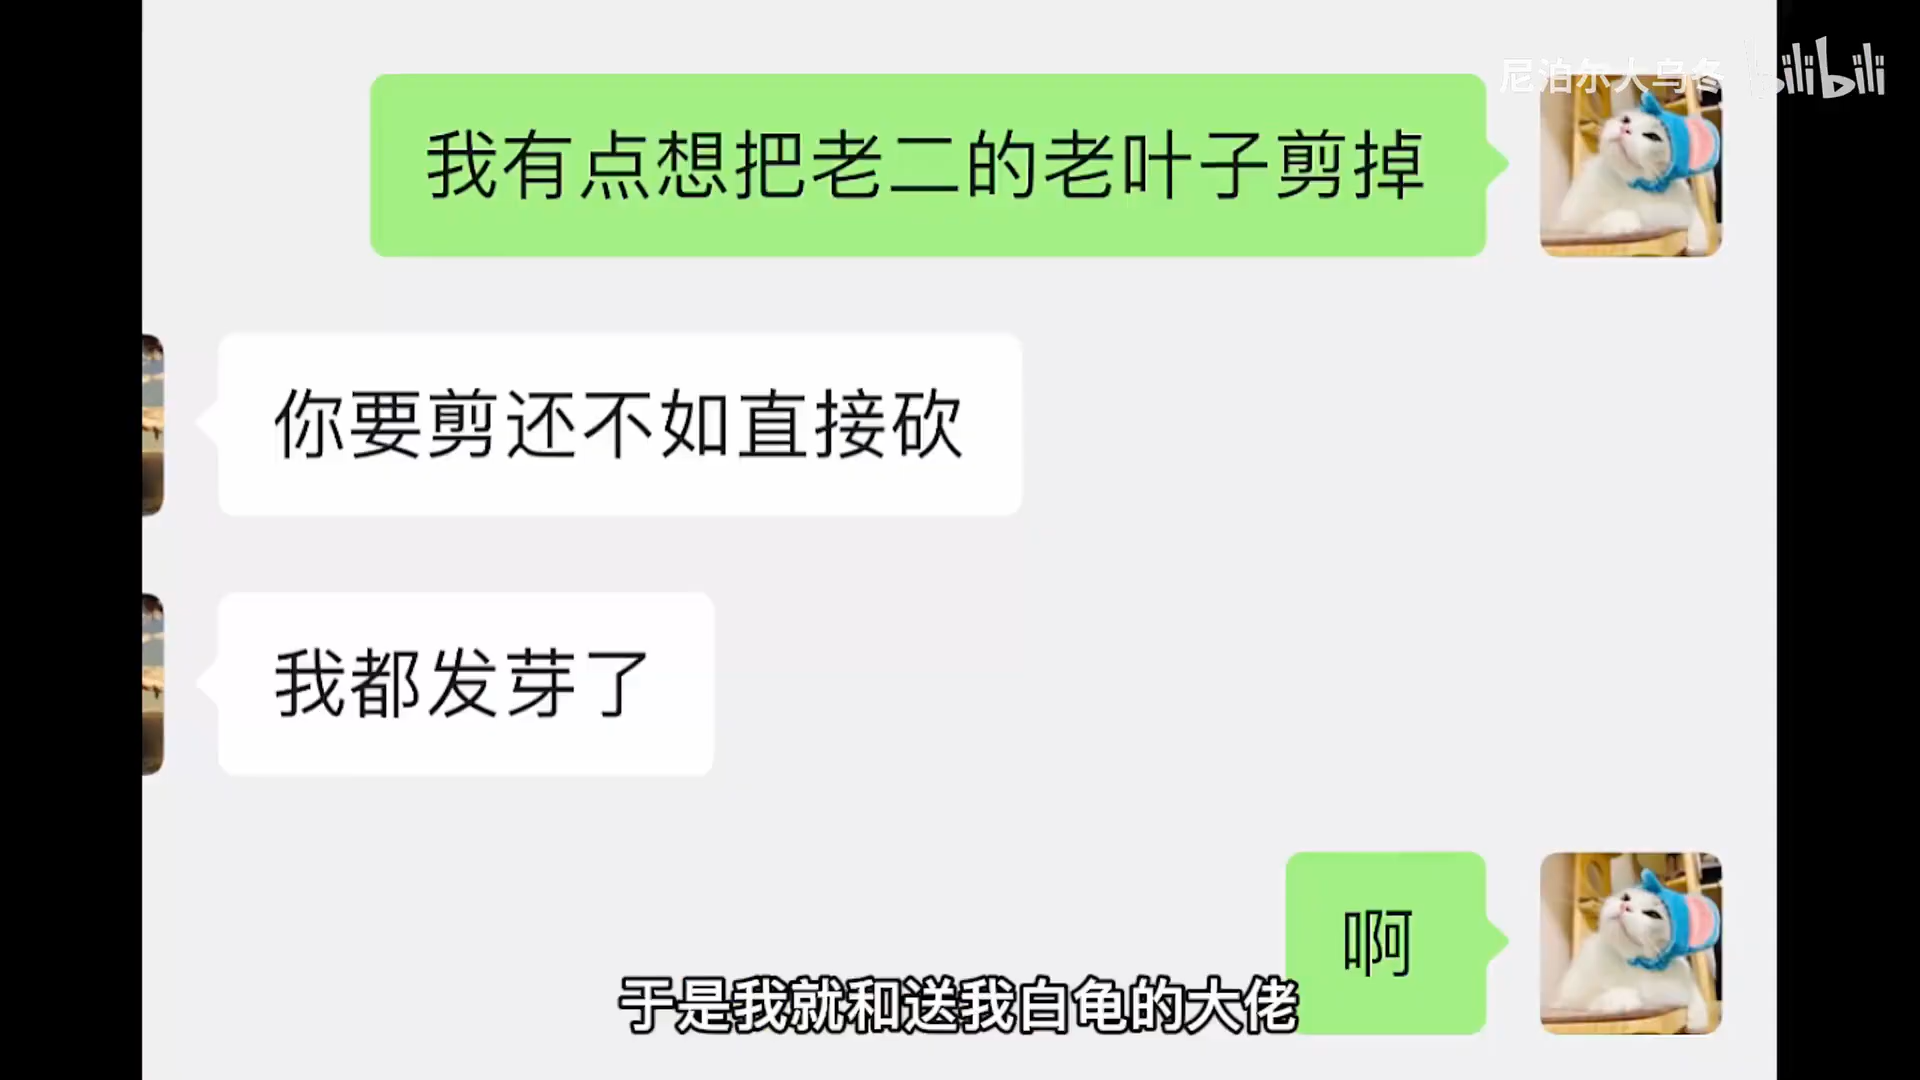 尼泊尔大乌冬 bilibili
我有点想把老二的老叶子剪掉
你要剪还不如直接砍
我都发芽了
啊
于是我就和送我白龟的大佬